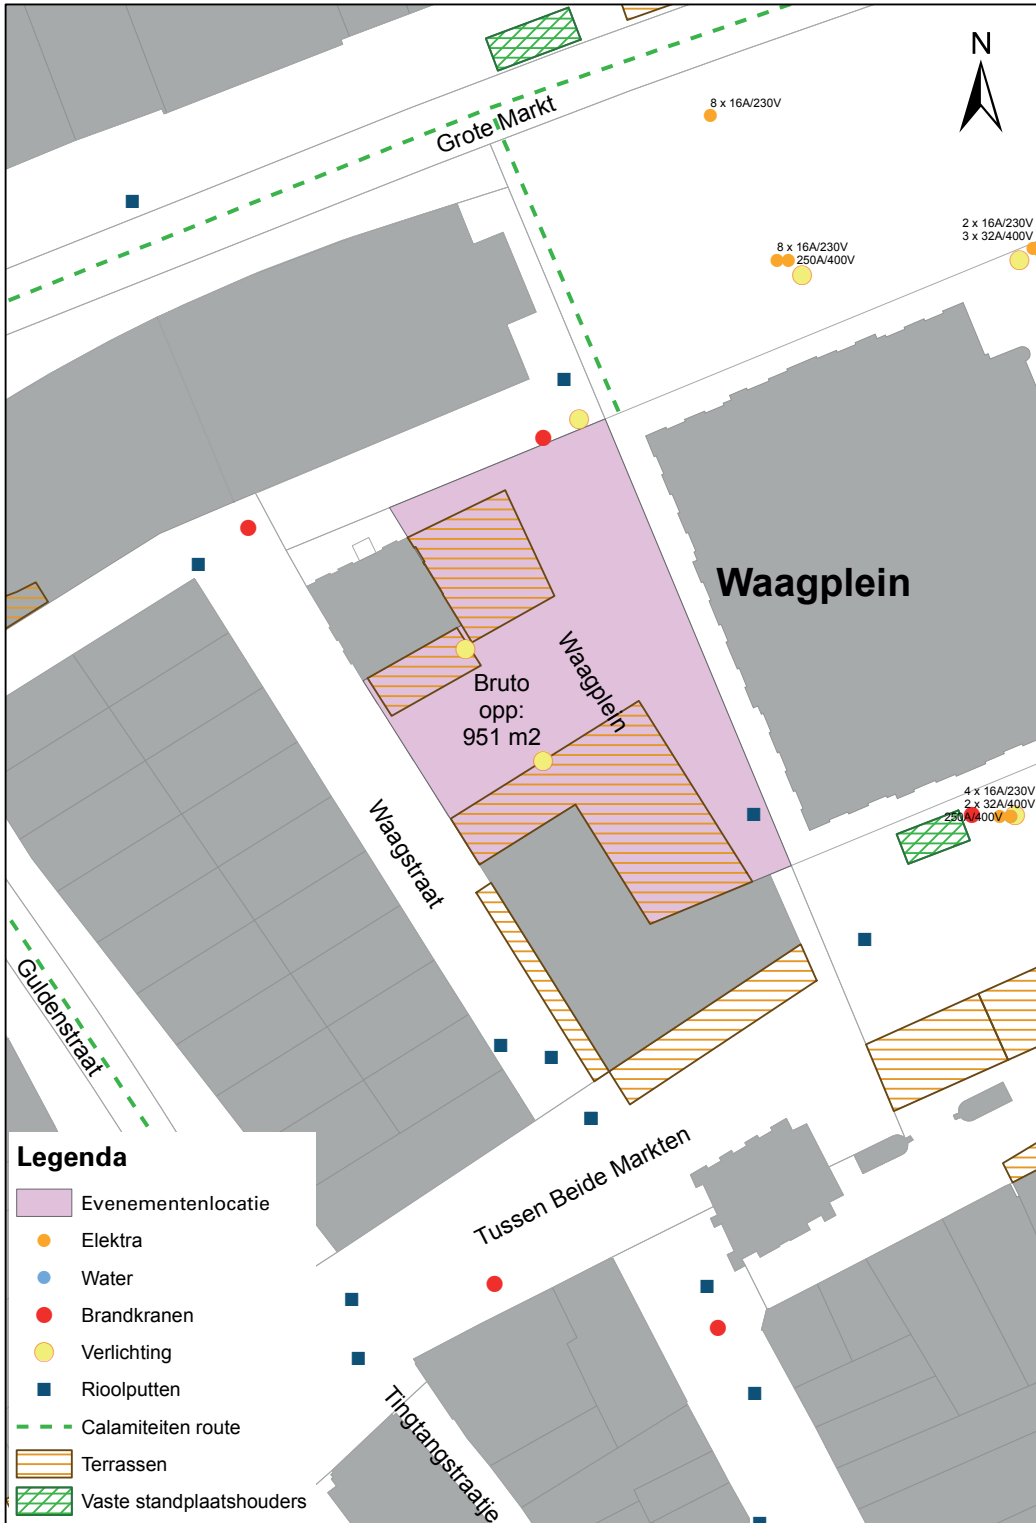 N
8 x 16A/230V
Grote Markt
2 x 16A/230V
3 x 32A/400V
8 x 16A/230V
250A/400V
Waagplein
Waagplein
Bruto
opp:
951 m2
4 x 16A/230V
2 x 32A/400V
250A/400V
Waagstraat
Guldenstraat
Tussen Beide Markten
Tingtangstraatje
Legenda
Evenementenlocatie
Elektra
Water
Brandkranen
Verlichting
Rioolputten
Calamiteiten route
Terrassen
Vaste standplaatshouders